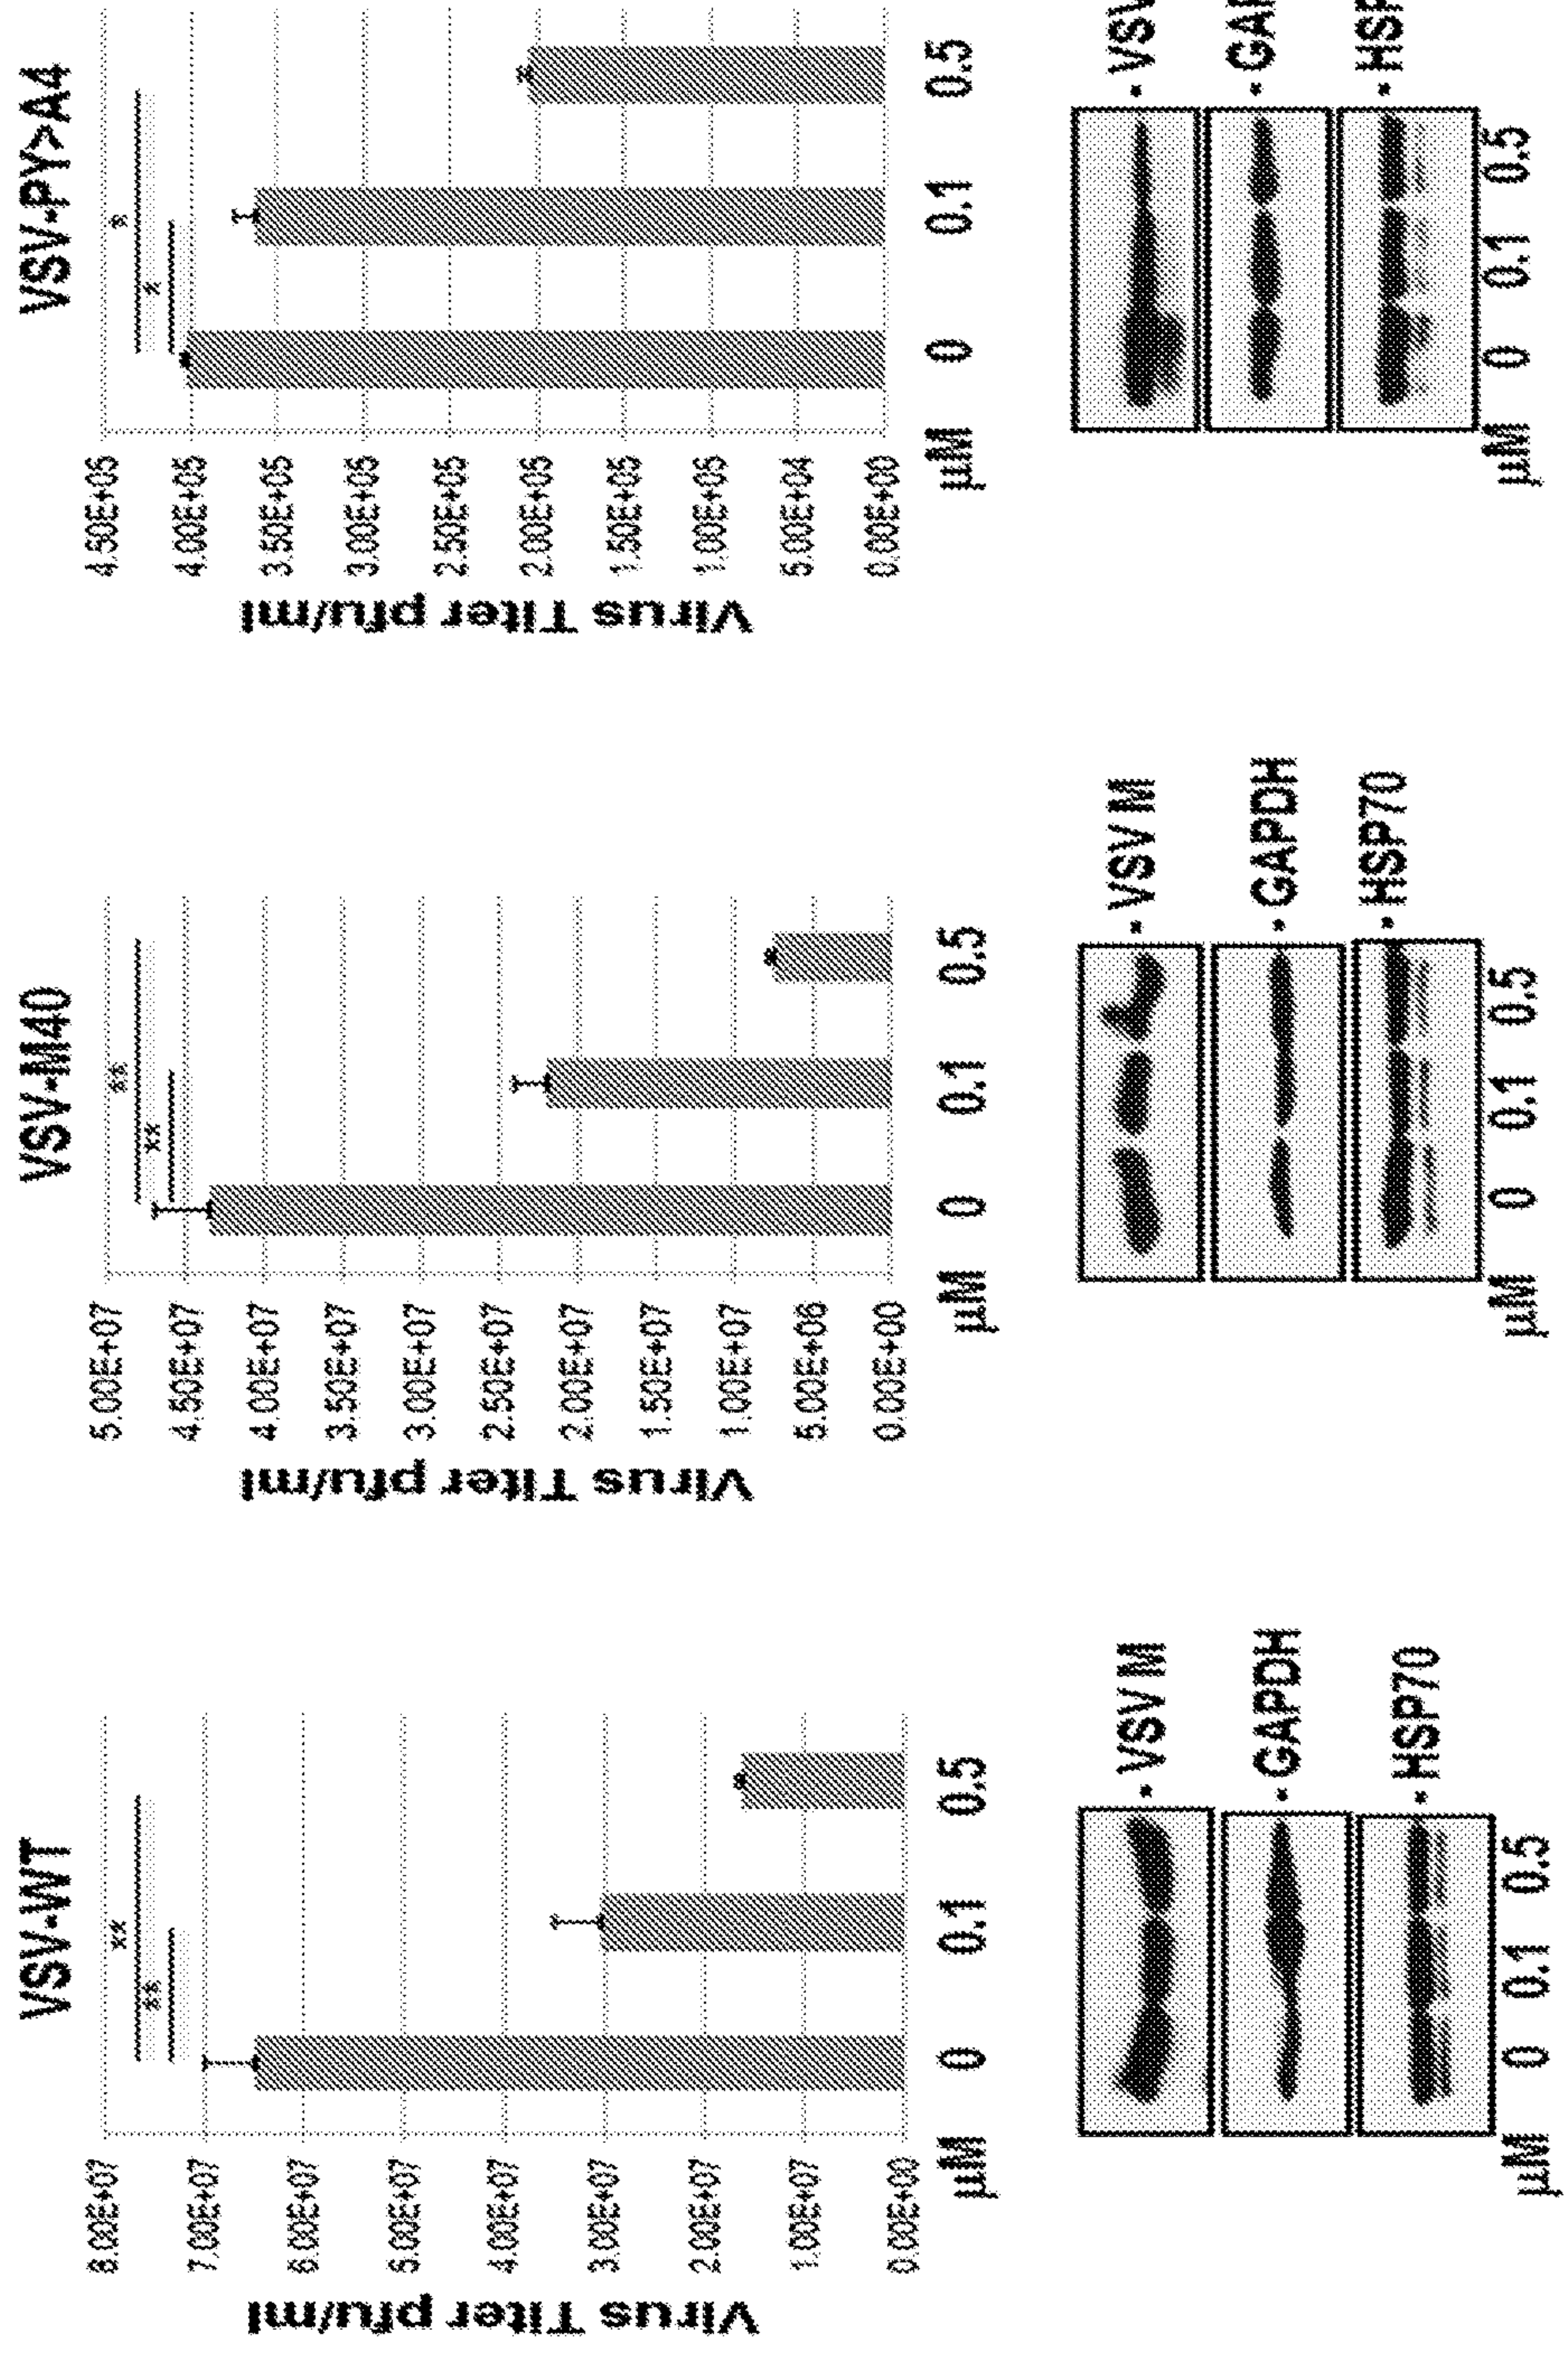 VSV-WT
Virus Titer pfu/ml
8.00E+07
7.00E+07
6.00E+07
5.00E+07
4.00E+07
3.00E+07
2.00E+07
1.00E+07
0.00E+00
**
**
µM 0 0.1 0.5
VSV M
GAPDH
HSP70
µM 0 0.1 0.5
VSV-M40
Virus Titer pfu/ml
5.00E+07
4.50E+07
4.00E+07
3.50E+07
3.00E+07
2.50E+07
2.00E+07
1.50E+07
1.00E+07
5.00E+06
0.00E+00
**
**
µM 0 0.1 0.5
VSV M
GAPDH
HSP70
µM 0 0.1 0.5
VSV-PY>A4
Virus Titer pfu/ml
4.50E+05
4.00E+05
3.50E+05
3.00E+05
2.50E+05
2.00E+05
1.50E+05
1.00E+05
5.00E+04
0.00E+00
*
*
µM 0 0.1 0.5
VSV
GA
HS
µM 0 0.1 0.5